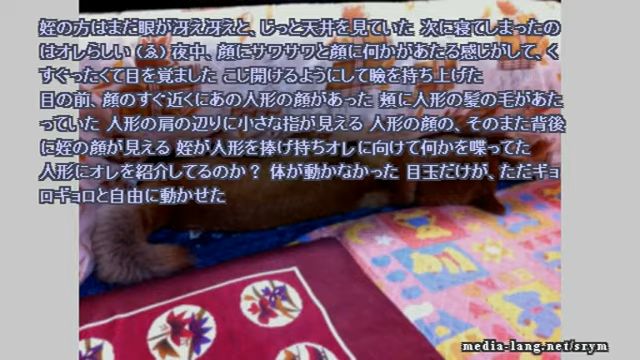 姪の方はまだ眼が冴え冴えと、じっと天井を見ていた 次に寝てしまったの
はオレらしい (ゑ) 夜中、顔にサワサワと顔に何かがあたる感じがして、く
すぐったくて目を覚ました こじ開けるようにして瞼を持ち上げた
目の前、顔のすぐ近くにあの人形の顔があった 頬に人形の髪の毛があた
っていた 人形の肩の辺りに小さな指が見える 人形の顔の、そのまた背後
に姪の顔が見える 姪が人形を捧げ持ちオレに向けて何かを喋ってた
人形にオレを紹介してるのか？ 体が動かなかった 目玉だけが、ただギョ
ロギョロと自由に動かせた
media-lang.net/srym